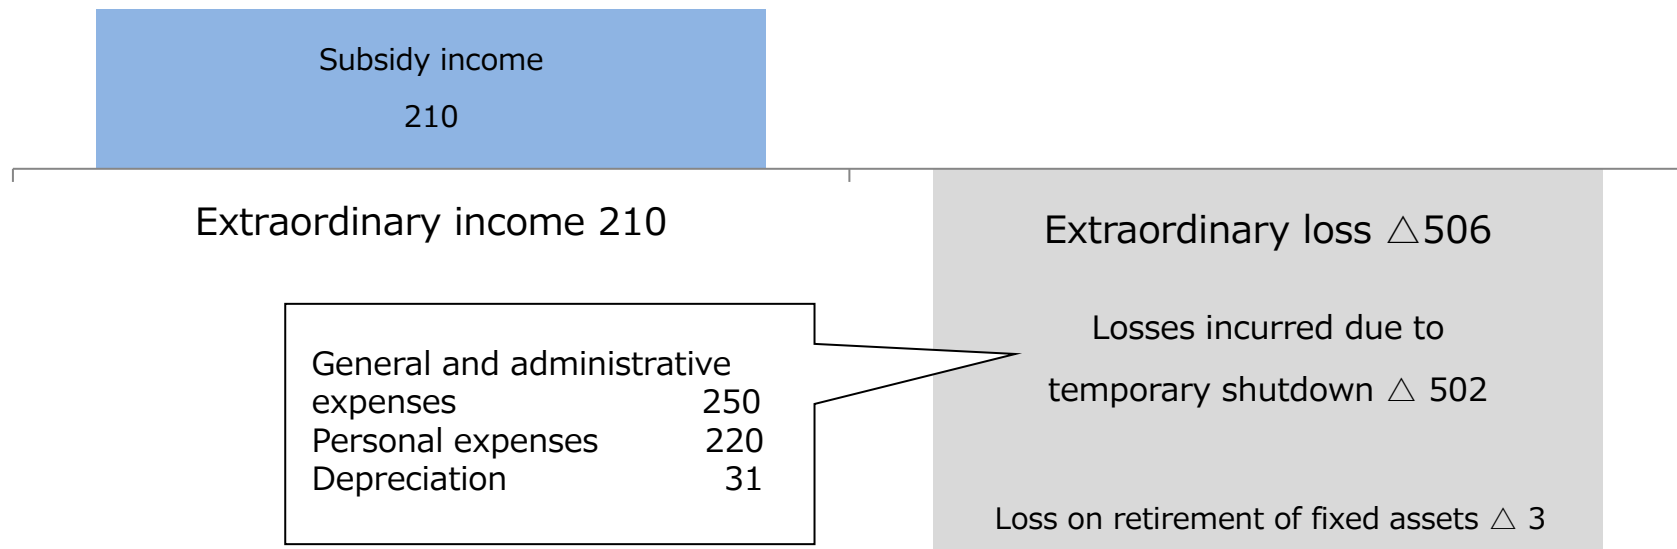 Subsidy income
210
Extraordinary income 210
General and administrative
expenses 250
Personal expenses 220
Depreciation 31
Extraordinary loss △506
Losses incurred due to
temporary shutdown △ 502
Loss on retirement of fixed assets △ 3